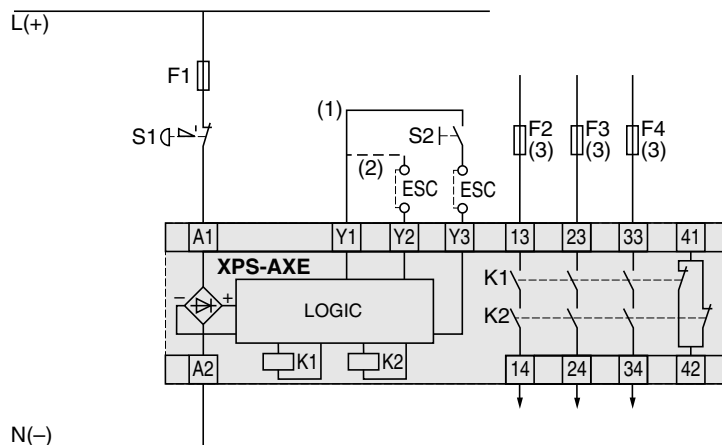 L(+)
F1
(1)
S1
S2
F2
(3)
F3
(3)
F4
(3)
(2)
ESC
ESC
A1
Y1
Y2
Y3
13
23
33
41
XPS-AXE
K1
– +
LOGIC
K2
K1
K2
A2
14
24
34
42
N(–)